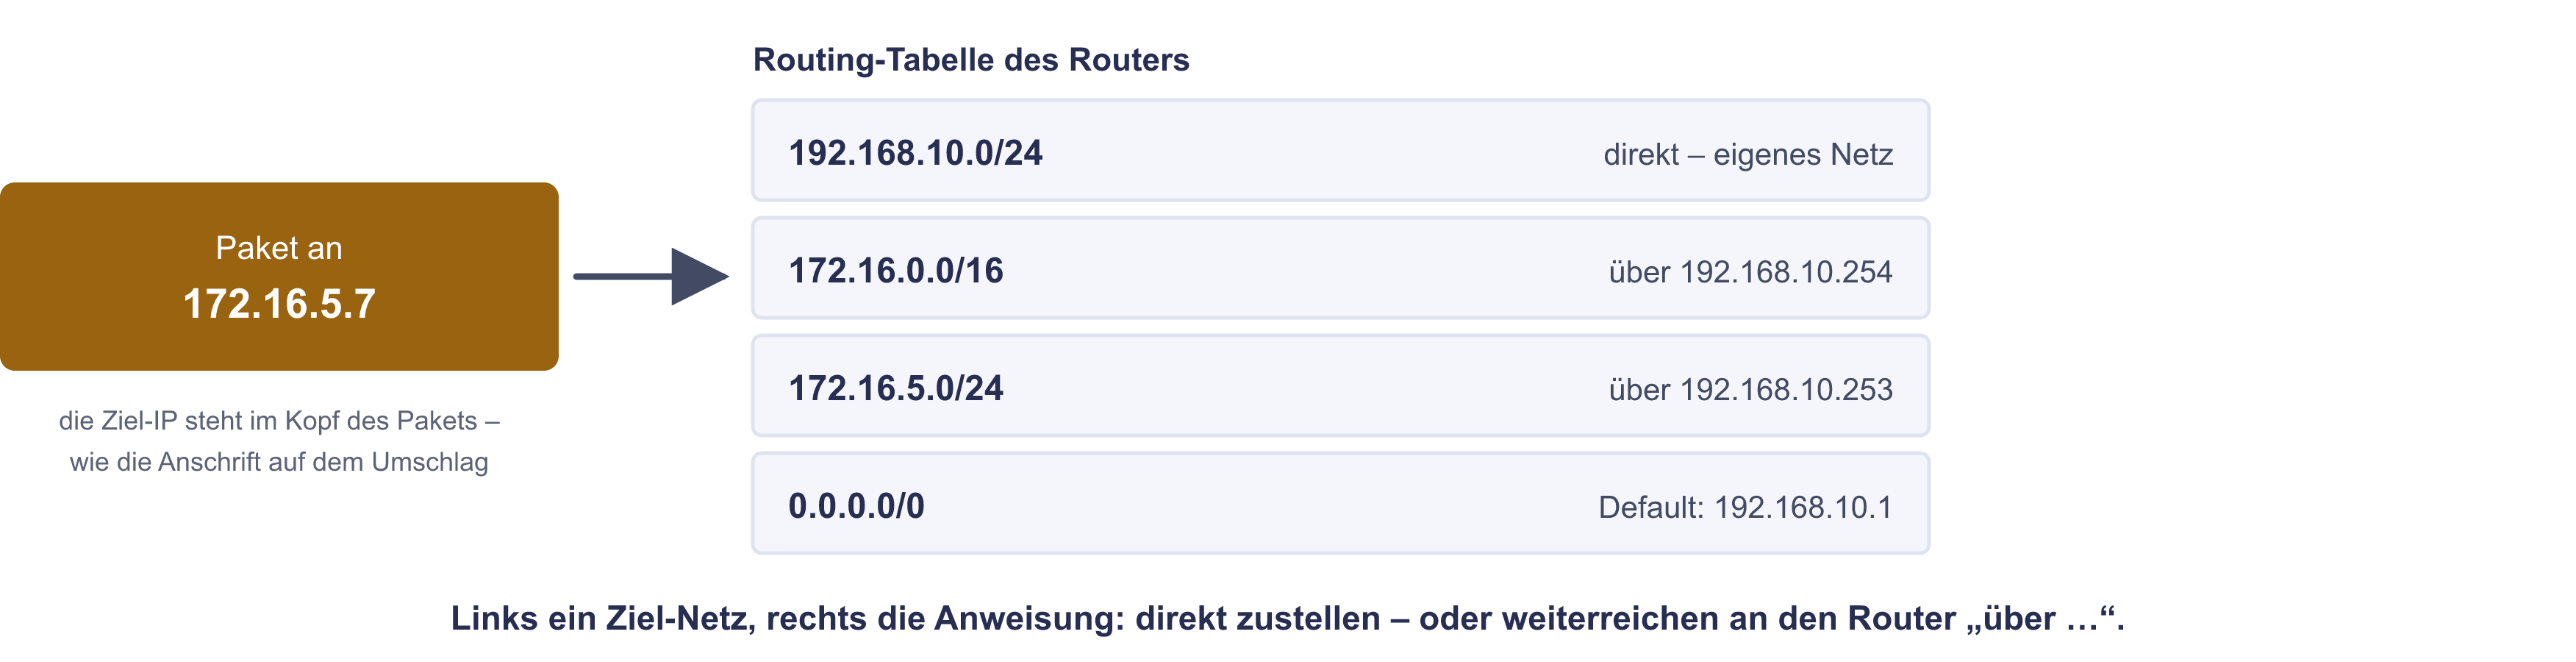 Routing-Tabelle des Routers
192.168.10.0/24 direkt – eigenes Netz
Paket an
172.16.5.7
172.16.0.0/16 über 192.168.10.254
172.16.5.0/24 über 192.168.10.253
die Ziel-IP steht im Kopf des Pakets –
wie die Anschrift auf dem Umschlag
0.0.0.0/0 Default: 192.168.10.1
Links ein Ziel-Netz, rechts die Anweisung: direkt zustellen – oder weiterreichen an den Router „über …“.